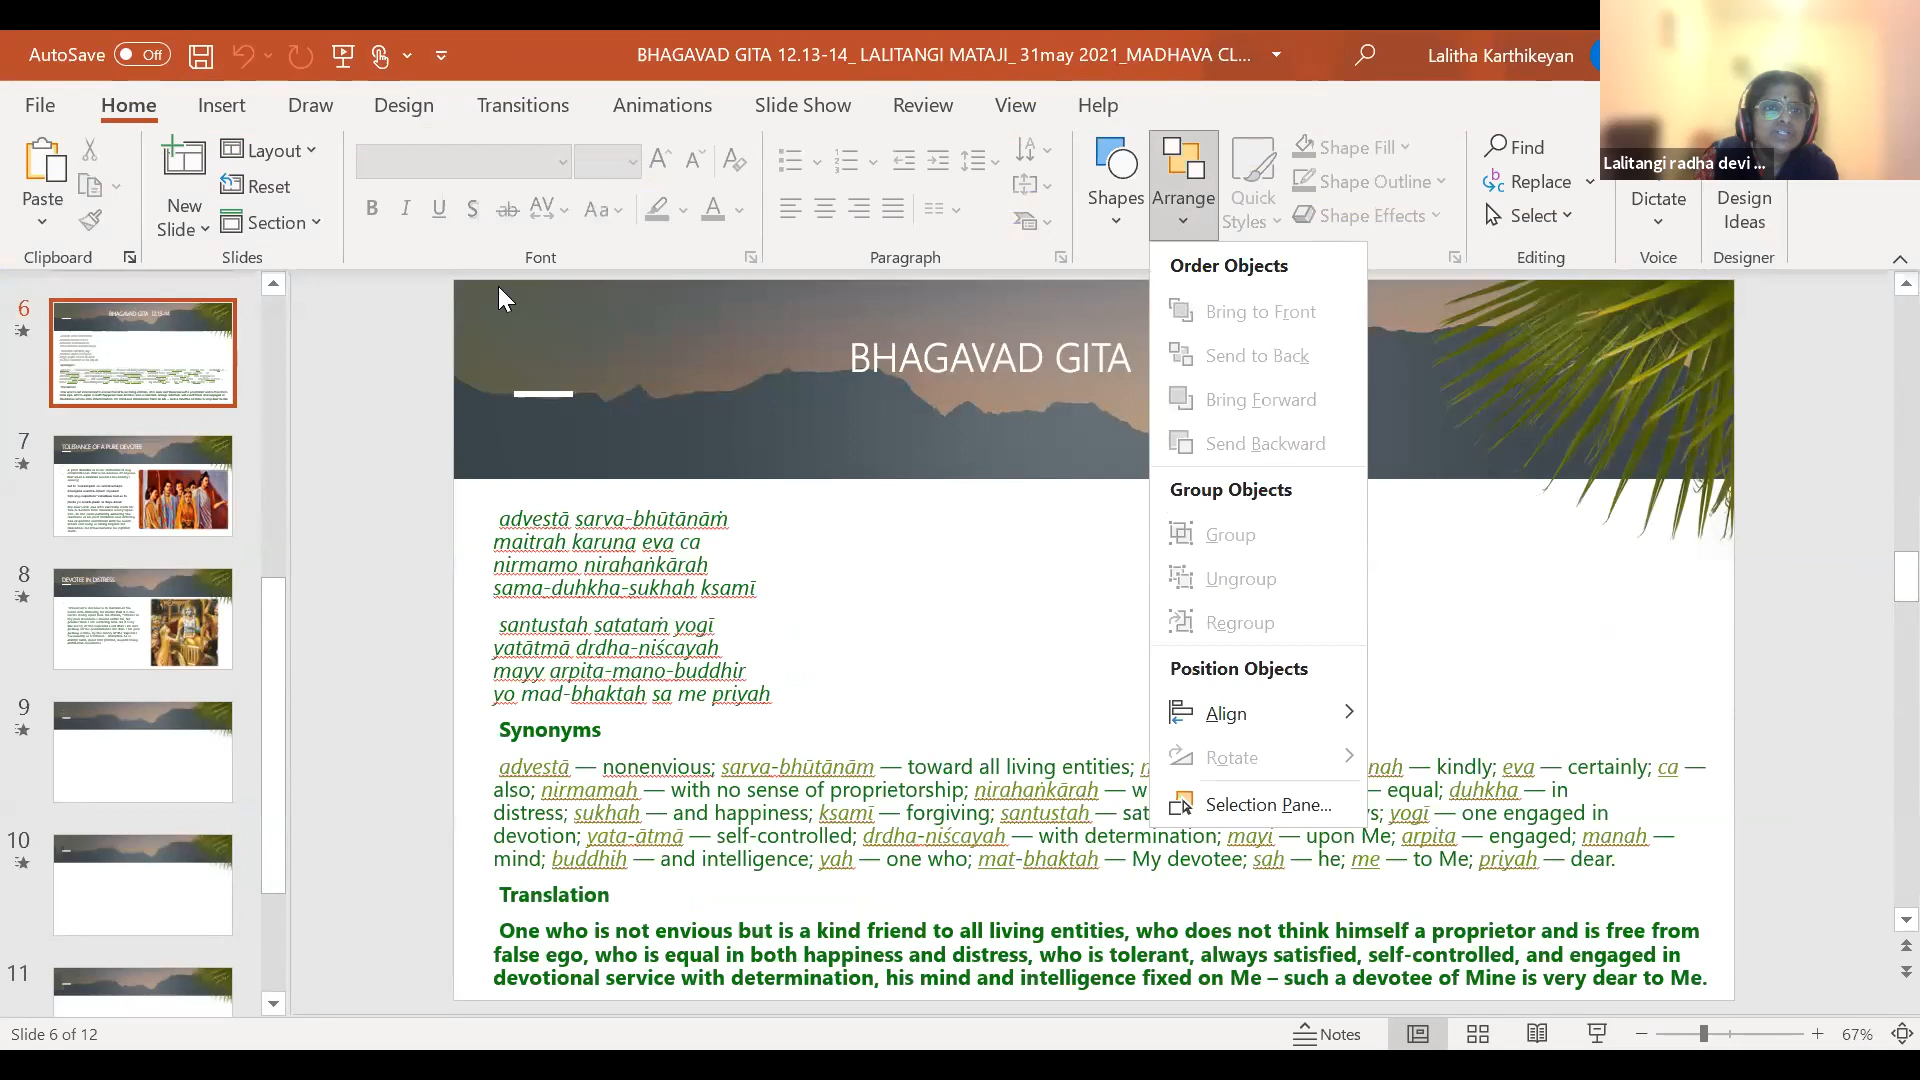 AutoSave Off
BHAGAVAD GITA 12.13-14_ LALITANGI MATAJI_ 31may 2021_MADHAVA CL...
Lalitha Karthikeyan
File Home Insert Draw Design Transitions Animations Slide Show Review View Help
Lalitangi radha devi ...
Paste
Clipboard
New Slide
Layout
Reset
Section
Slides
Font
Paragraph
Shapes
Arrange
Quick Styles
Shape Fill
Shape Outline
Shape Effects
Find
Replace
Select
Editing
Dictate
Voice
Design Ideas
Designer
Order Objects
Bring to Front
Send to Back
Bring Forward
Send Backward
Group Objects
Group
Ungroup
Regroup
Position Objects
Align
Rotate
Selection Pane...
6
BHAGAVAD GITA 12.13-14
7
TOLERANCE OF A PURE DEVOTEE
8
DEVOTEE IN DISTRESS
9
10
11
BHAGAVAD GITA
advestā sarva-bhūtānāṁ
maitrah karuna eva ca
nirmamo nirahaṅkārah
sama-duhkha-sukhah ksamī
santustah satataṁ yogī
yatātmā drdha-niścayah
mayy arpita-mano-buddhir
yo mad-bhaktah sa me priyah
Synonyms
advestā — nonenvious; sarva-bhūtānām — toward all living entities; nah — kindly; eva — certainly; ca —
also; nirmamah — with no sense of proprietorship; nirahaṅkārah — equal; duhkha — in
distress; sukhah — and happiness; ksamī — forgiving; santustah — yogī — one engaged in
devotion; yata-ātmā — self-controlled; drdha-niścayah — with determination; mayi — upon Me; arpita — engaged; manah —
mind; buddhih — and intelligence; yah — one who; mat-bhaktah — My devotee; sah — he; me — to Me; priyah — dear.
Translation
One who is not envious but is a kind friend to all living entities, who does not think himself a proprietor and is free from
false ego, who is equal in both happiness and distress, who is tolerant, always satisfied, self-controlled, and engaged in
devotional service with determination, his mind and intelligence fixed on Me – such a devotee of Mine is very dear to Me.
Slide 6 of 12
Notes
67%